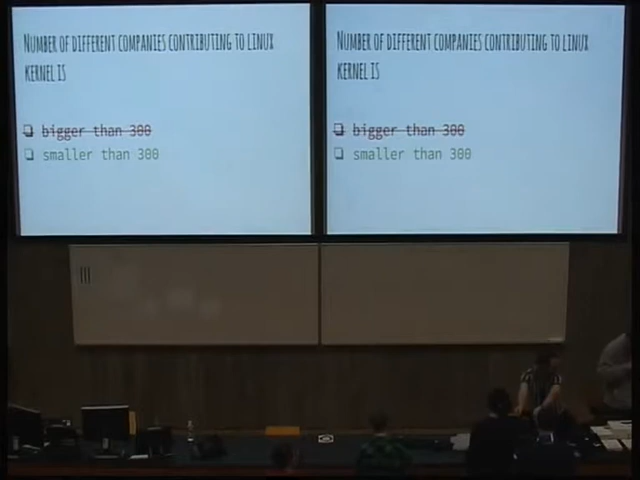 NUMBER OF DIFFERENT COMPANIES CONTRIBUTING TO LINUX
KERNEL IS
bigger than 300
smaller than 300
NUMBER OF DIFFERENT COMPANIES CONTRIBUTING TO LINUX
KERNEL IS
bigger than 300
smaller than 300